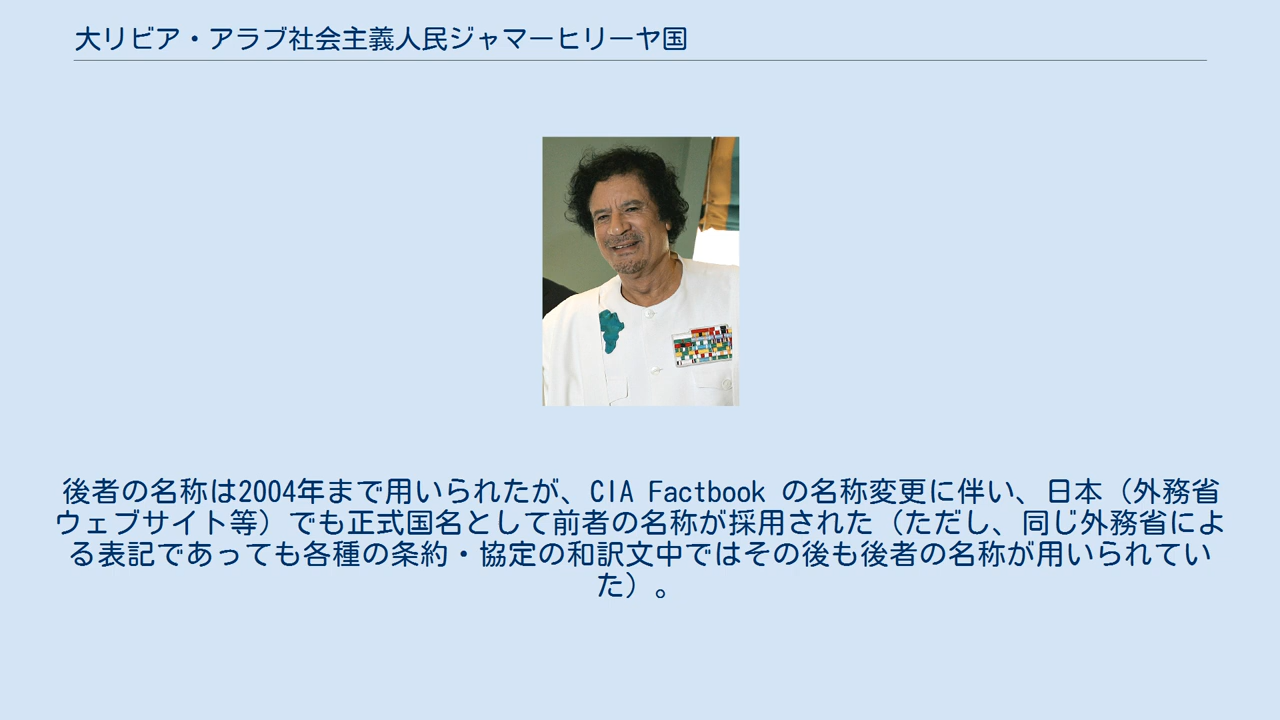 大リビア・アラブ社会主義人民ジャマーヒリーヤ国
後者の名称は2004年まで用いられたが、CIA Factbook の名称変更に伴い、日本（外務省
ウェブサイト等）でも正式国名として前者の名称が採用された（ただし、同じ外務省によ
る表記であっても各種の条約・協定の和訳文中ではその後も後者の名称が用いられてい
た）。